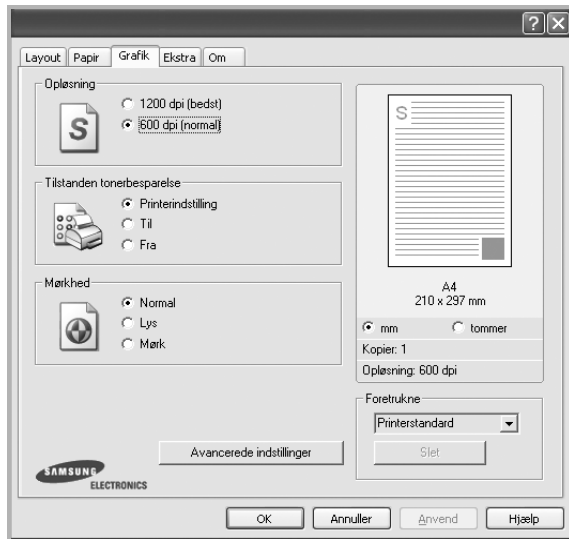 Layout Papir Grafik Ekstra Om
Opløsning
1200 dpi (bedst)
600 dpi (normal)
S
Tilstanden tonerbesparelse
Printerindstilling
Til
Fra
Mørkhed
Normal
Lys
Mørk
S
A4
210 x 297 mm
mm tommer
Kopier: 1
Opløsning: 600 dpi
Foretrukne
Printerstandard
Slet
Avancerede indstillinger
SAMSUNG
ELECTRONICS
OK Annuller Anvend Hjælp